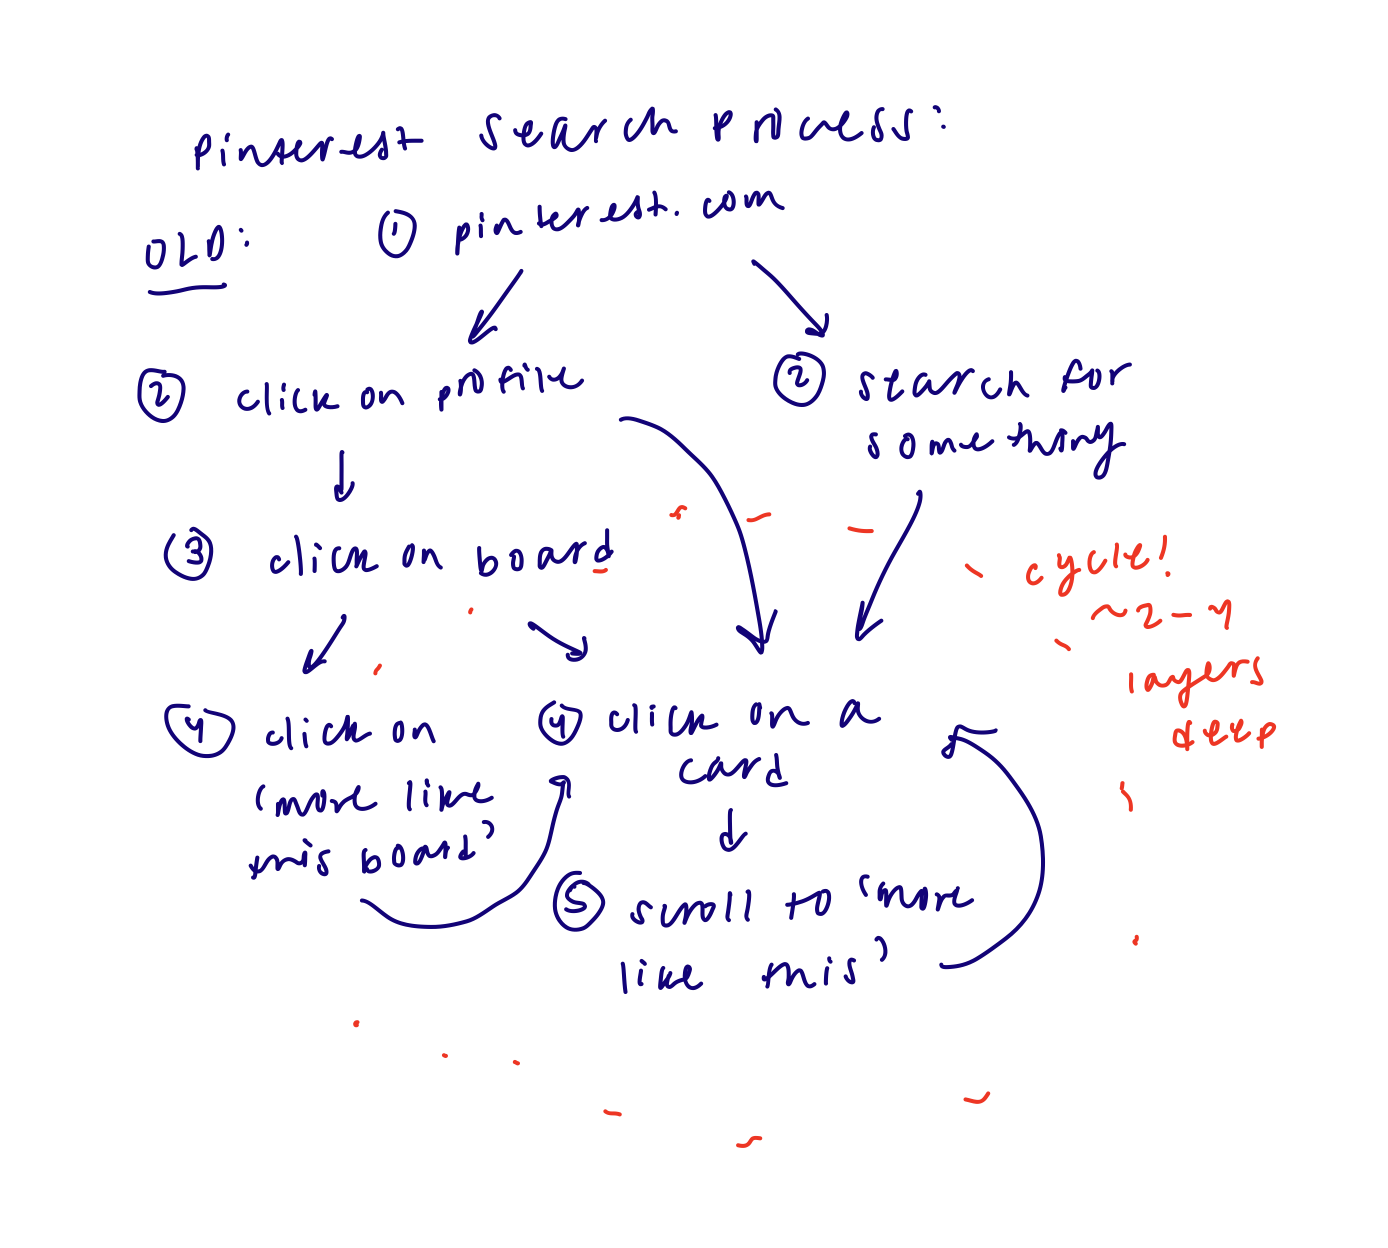 Pinterest search process:
OLD: ① pinterest.com
② click on profile
② search for
something
③ click on board
cycle!
~2-4
layers
deep
④ click on
'more like
this board'
④ click on a
card
⑤ scroll to 'more
like this'